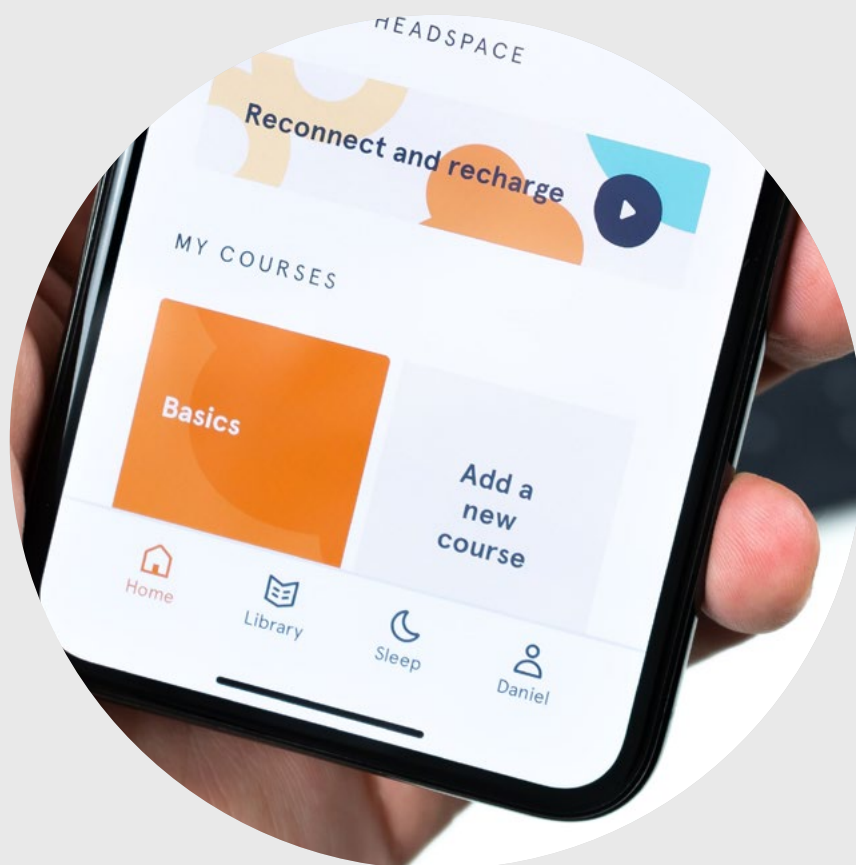 HEADSPACE
Reconnect and recharge
MY COURSES
Basics
Add a
new
course
Home
Library
Sleep
Daniel